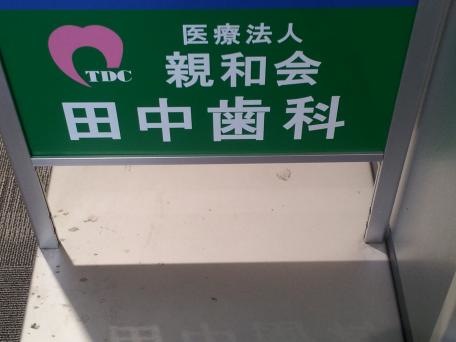 医療法人
TDC 親和会
田中歯科